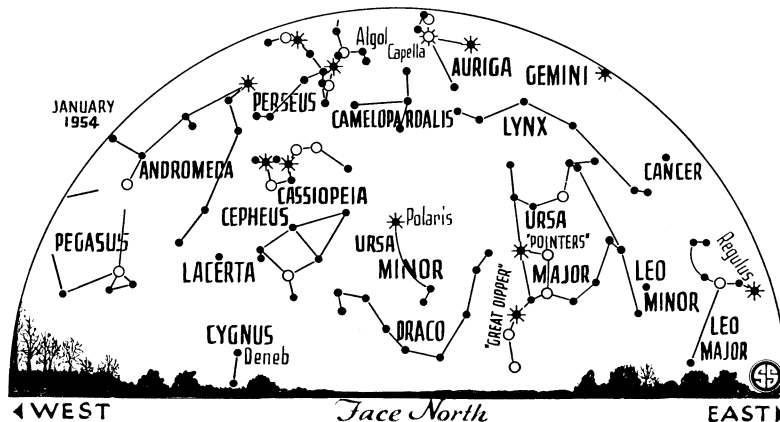 Algol
Capella
AURIGA
GEMINI
JANUARY
1954
PERSEUS
CAMELOPARDALIS
LYNX
ANDROMEDA
CANCER
CASSIOPEIA
CEPHEUS
Polaris
URSA
MINOR
URSA
"POINTERS"
MAJOR
PEGASUS
LACERTA
Regulus
LEO
MINOR
"GREAT DIPPER"
DRACO
LEO
MAJOR
CYGNUS
Deneb
WEST
Face North
EAST